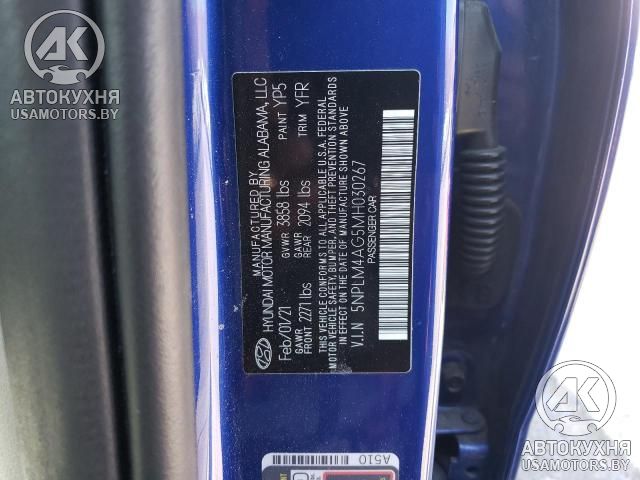 АК
АВТОКУХНЯ
USAMOTORS.BY
MANUFACTURED BY
HYUNDAI MOTOR MANUFACTURING ALABAMA, LLC
Feb/01/21 GVWR 3858 lbs PAINT YP5
GAWR FRONT 2271 lbs GAWR REAR 2094 lbs TRIM YFR
THIS VEHICLE CONFORMS TO ALL APPLICABLE U.S.A. FEDERAL
MOTOR VEHICLE SAFETY, BUMPER, AND THEFT PREVENTION STANDARDS
IN EFFECT ON THE DATE OF MANUFACTURE SHOWN ABOVE
V.I.N 5NPLM4AG5MH030267
PASSENGER CAR
A510
АК
АВТОКУХНЯ
USAMOTORS.BY